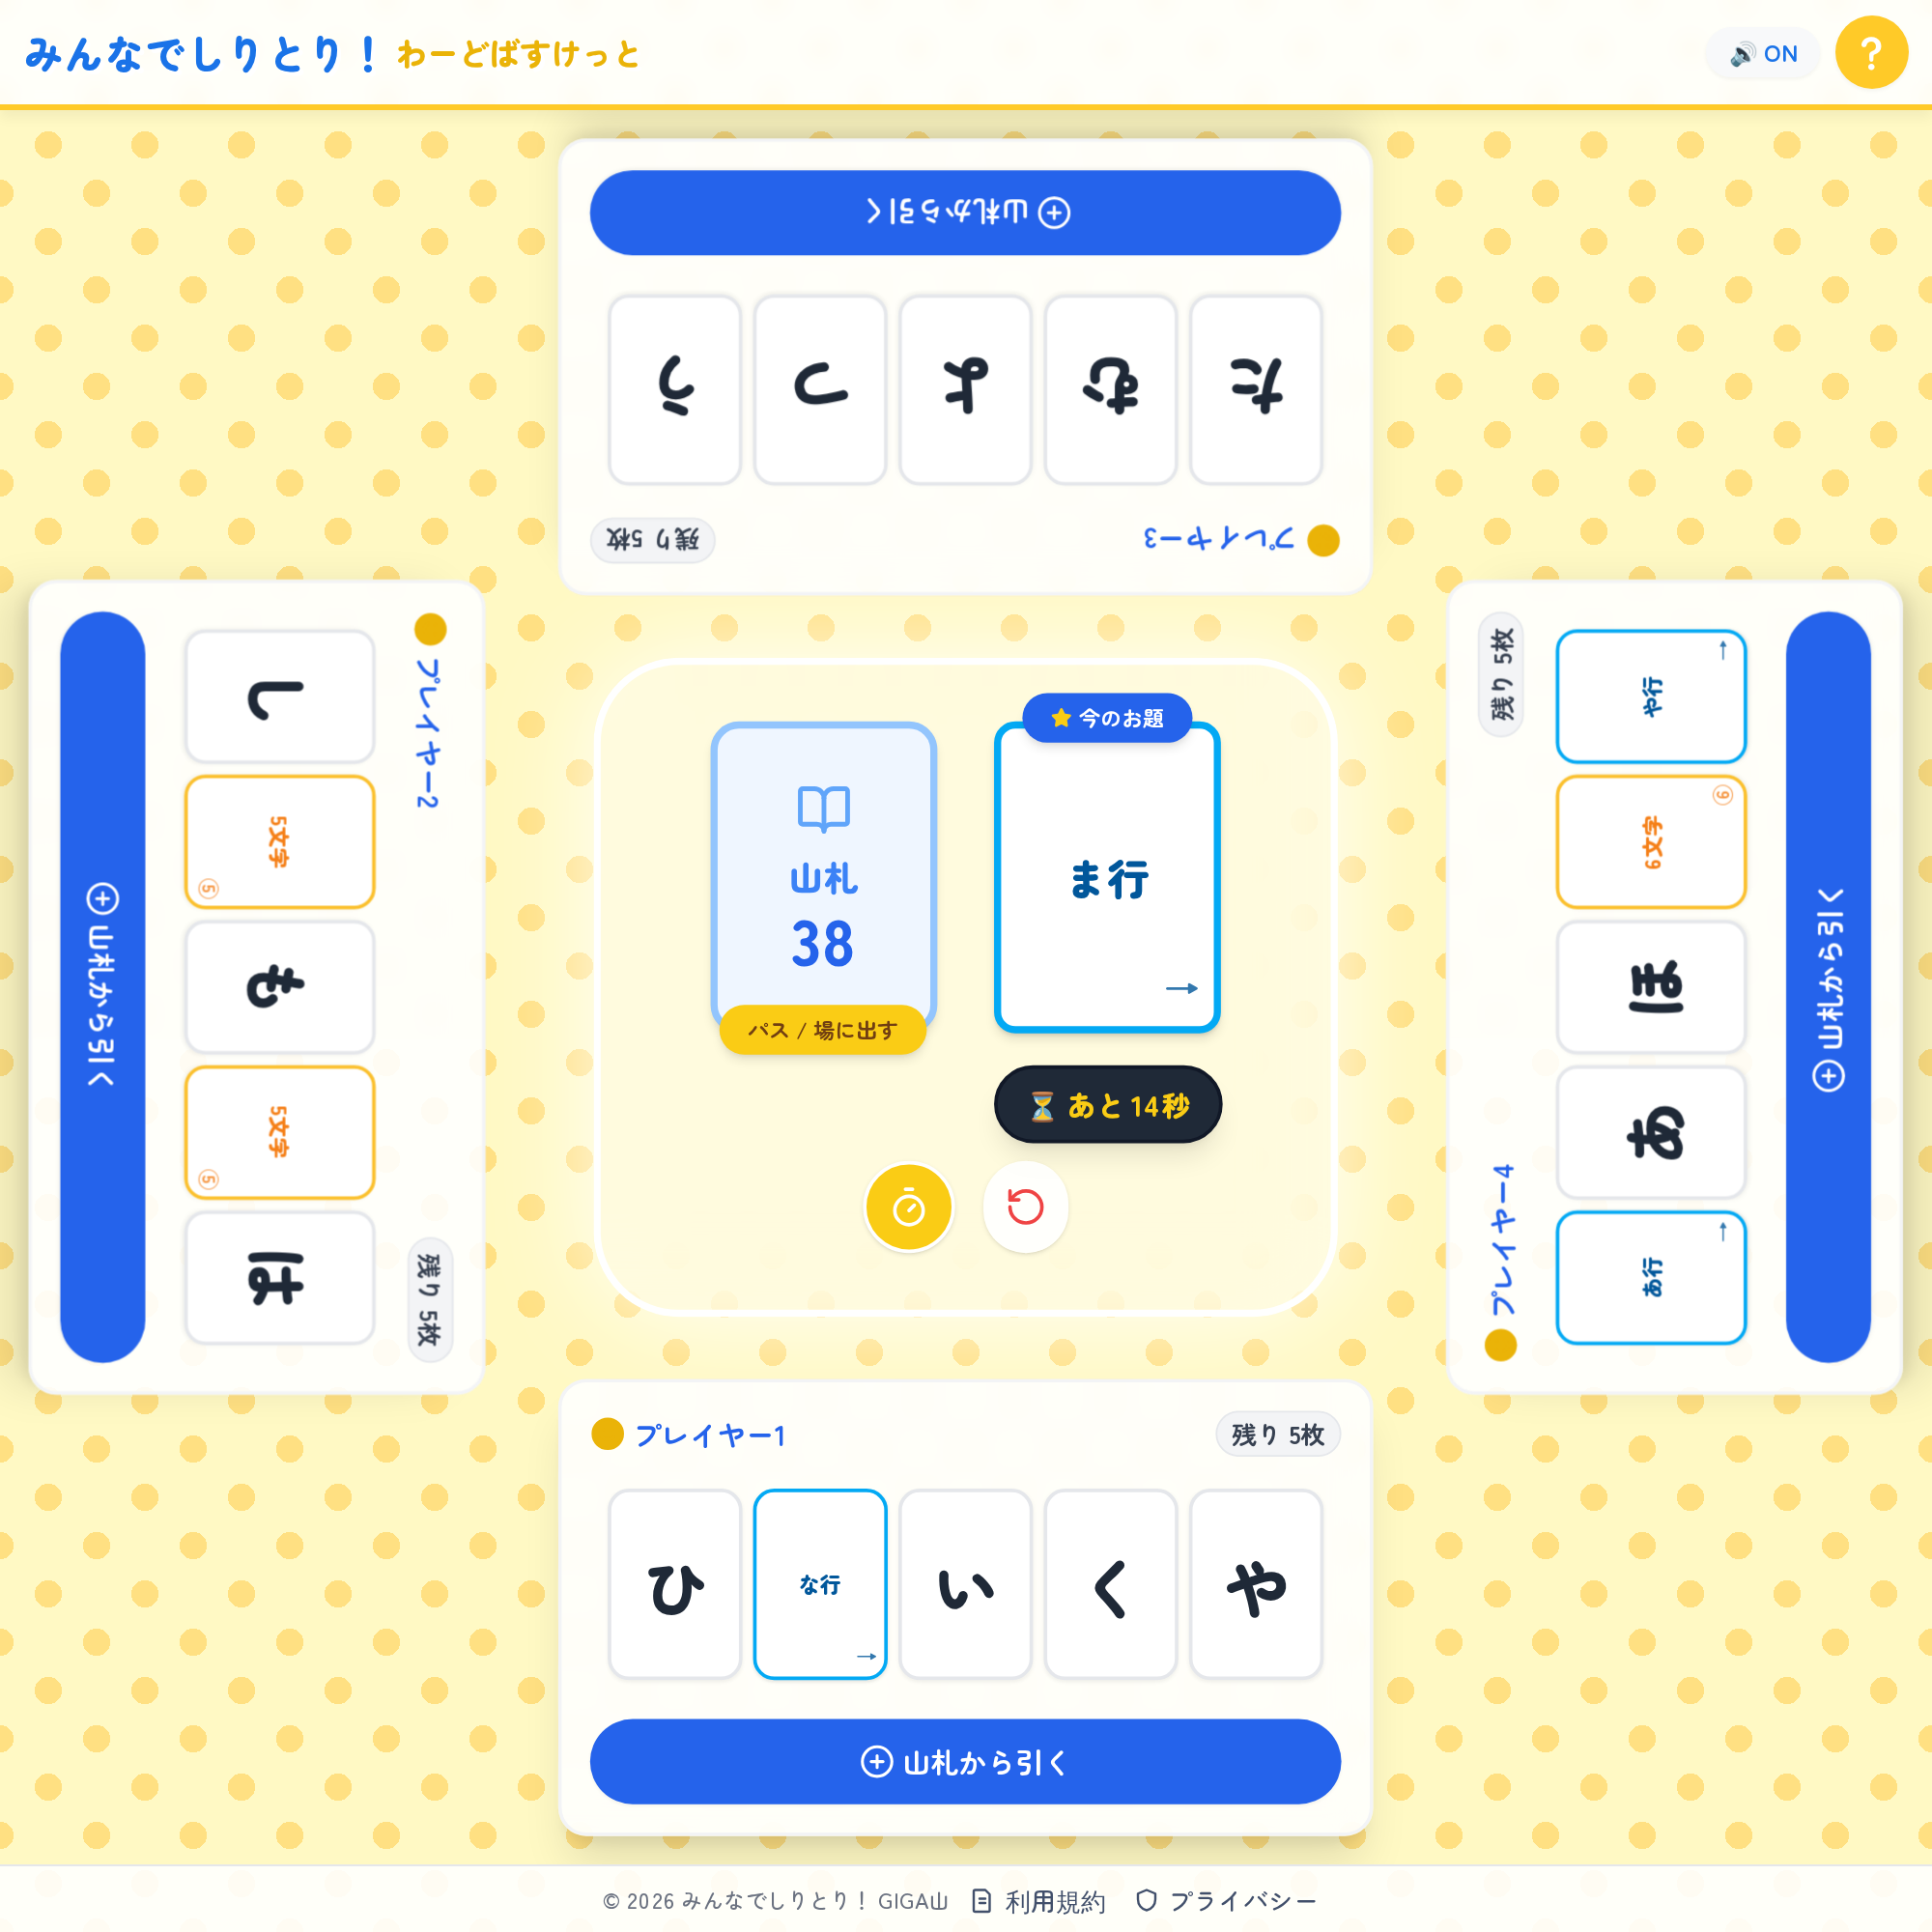 みんなでしりとり！ わーどばすけっと
🔊 ON
?
プレイヤー3
残り 5枚
た
む
よ
つ
う
山札から引く
プレイヤー2
残り 5枚
し
5文字
⑤
き
5文字
⑤
は
山札から引く
山札
38
パス / 場に出す
⭐ 今のお題
ま行
→
⏳ あと14秒
プレイヤー4
残り 5枚
あ行
→
あ
ほ
6文字
⑥
や行
→
山札から引く
プレイヤー1
残り 5枚
ひ
な行
→
い
く
や
山札から引く
© 2026 みんなでしりとり！ GIGA山 利用規約 プライバシー